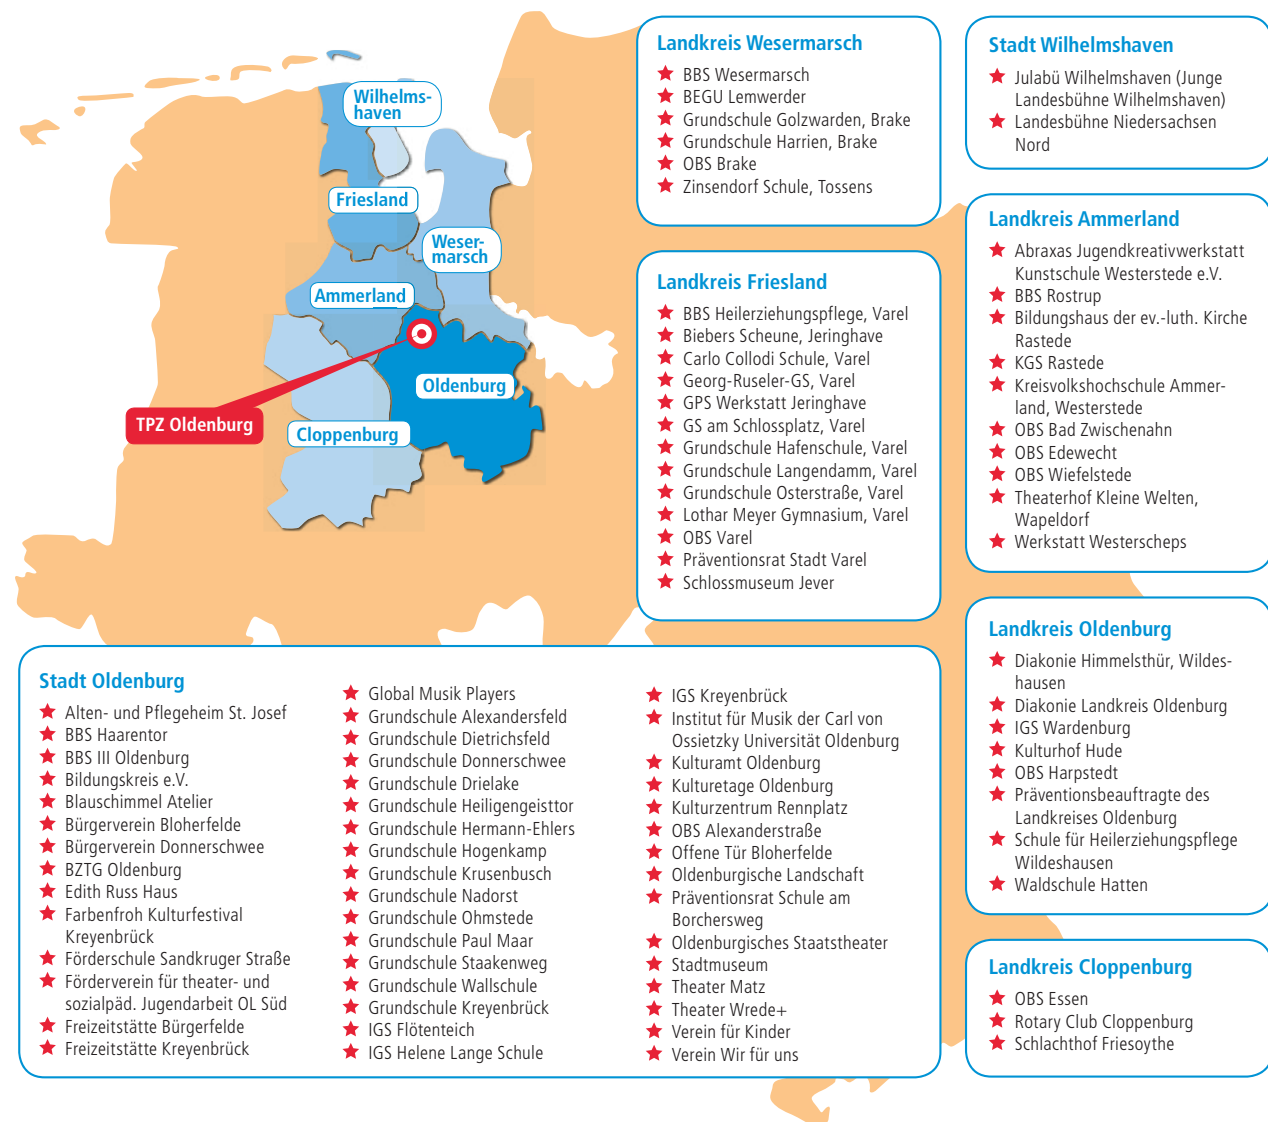 Wilhelms-
haven
Friesland
Weser-
marsch
Ammerland
Oldenburg
TPZ Oldenburg
Cloppenburg
Landkreis Wesermarsch
BBS Wesermarsch
BEGU Lemwerder
Grundschule Golzwarden, Brake
Grundschule Harrien, Brake
OBS Brake
Zinsendorf Schule, Tossens
Stadt Wilhelmshaven
Julabü Wilhelmshaven (Junge
Landesbühne Wilhelmshaven)
Landesbühne Niedersachsen
Nord
Landkreis Friesland
BBS Heilerziehungspflege, Varel
Biebers Scheune, Jeringhave
Carlo Collodi Schule, Varel
Georg-Ruseler-GS, Varel
GPS Werkstatt Jeringhave
GS am Schlossplatz, Varel
Grundschule Hafenschule, Varel
Grundschule Langendamm, Varel
Grundschule Osterstraße, Varel
Lothar Meyer Gymnasium, Varel
OBS Varel
Präventionsrat Stadt Varel
Schlossmuseum Jever
Landkreis Ammerland
Abraxas Jugendkreativwerkstatt
Kunstschule Westerstede e.V.
BBS Rostrup
Bildungshaus der ev.-luth. Kirche
Rastede
KGS Rastede
Kreisvolkshochschule Ammer-
land, Westerstede
OBS Bad Zwischenahn
OBS Edewecht
OBS Wiefelstede
Theaterhof Kleine Welten,
Wapeldorf
Werkstatt Westerscheps
Stadt Oldenburg
Alten- und Pflegeheim St. Josef
BBS Haarentor
BBS III Oldenburg
Bildungskreis e.V.
Blauschimmel Atelier
Bürgerverein Bloherfelde
Bürgerverein Donnerschwee
BZTG Oldenburg
Edith Russ Haus
Farbenfroh Kulturfestival
Kreyenbrück
Förderschule Sandkruger Straße
Förderverein für theater- und
sozialpäd. Jugendarbeit OL Süd
Freizeitstätte Bürgerfelde
Freizeitstätte Kreyenbrück
Global Musik Players
Grundschule Alexandersfeld
Grundschule Dietrichsfeld
Grundschule Donnerschwee
Grundschule Drielake
Grundschule Heiligengeisttor
Grundschule Hermann-Ehlers
Grundschule Hogenkamp
Grundschule Krusenbusch
Grundschule Nadorst
Grundschule Ohmstede
Grundschule Paul Maar
Grundschule Staakenweg
Grundschule Wallschule
Grundschule Kreyenbrück
IGS Flötenteich
IGS Helene Lange Schule
IGS Kreyenbrück
Institut für Musik der Carl von
Ossietzky Universität Oldenburg
Kulturamt Oldenburg
Kulturetage Oldenburg
Kulturzentrum Rennplatz
OBS Alexanderstraße
Offene Tür Bloherfelde
Oldenburgische Landschaft
Präventionsrat Schule am
Borchersweg
Oldenburgisches Staatstheater
Stadtmuseum
Theater Matz
Theater Wrede+
Verein für Kinder
Verein Wir für uns
Landkreis Oldenburg
Diakonie Himmelsthür, Wildes-
hausen
Diakonie Landkreis Oldenburg
IGS Wardenburg
Kulturhof Hude
OBS Harpstedt
Präventionsbeauftragte des
Landkreises Oldenburg
Schule für Heilerziehungspflege
Wildeshausen
Waldschule Hatten
Landkreis Cloppenburg
OBS Essen
Rotary Club Cloppenburg
Schlachthof Friesoythe